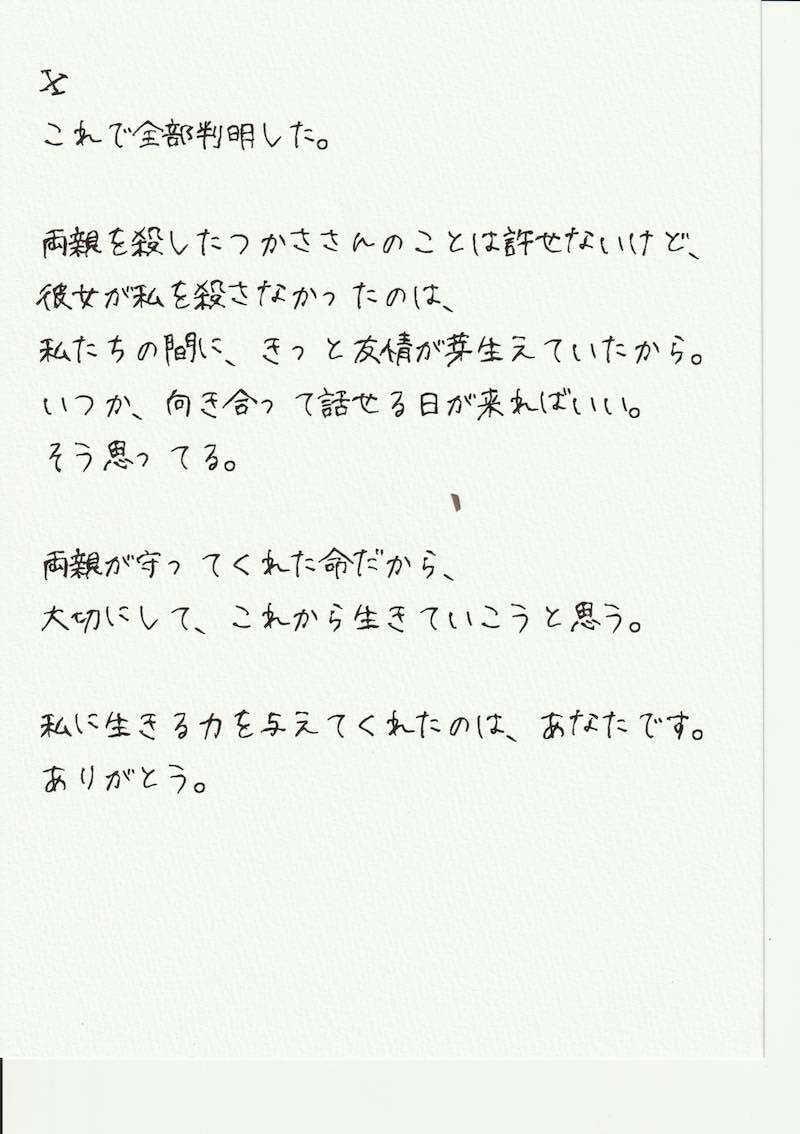 X
これで全部判明した。
両親を殺したつかささんのことは許せないけど、
彼女が私を殺さなかったのは、
私たちの間に、きっと友情が芽生えていたから。
いつか、向き合って話せる日が来ればいい。
そう思ってる。
両親が守ってくれた命だから、
大切にして、これから生きていこうと思う。
私に生きる力を与えてくれたのは、あなたです。
ありがとう。